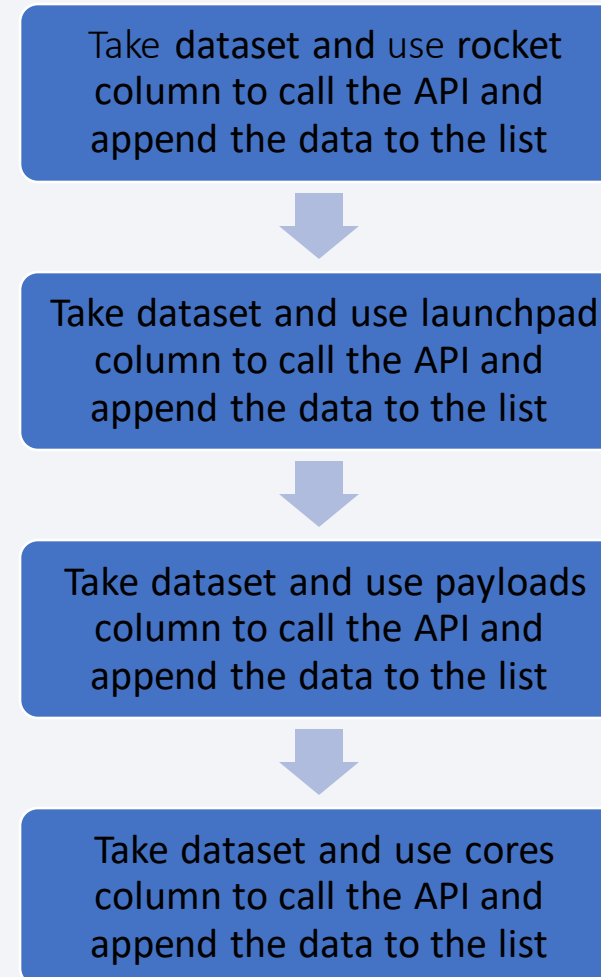 Take dataset and use rocket
column to call the API and
append the data to the list
Take dataset and use launchpad
column to call the API and
append the data to the list
Take dataset and use payloads
column to call the API and
append the data to the list
Take dataset and use cores
column to call the API and
append the data to the list